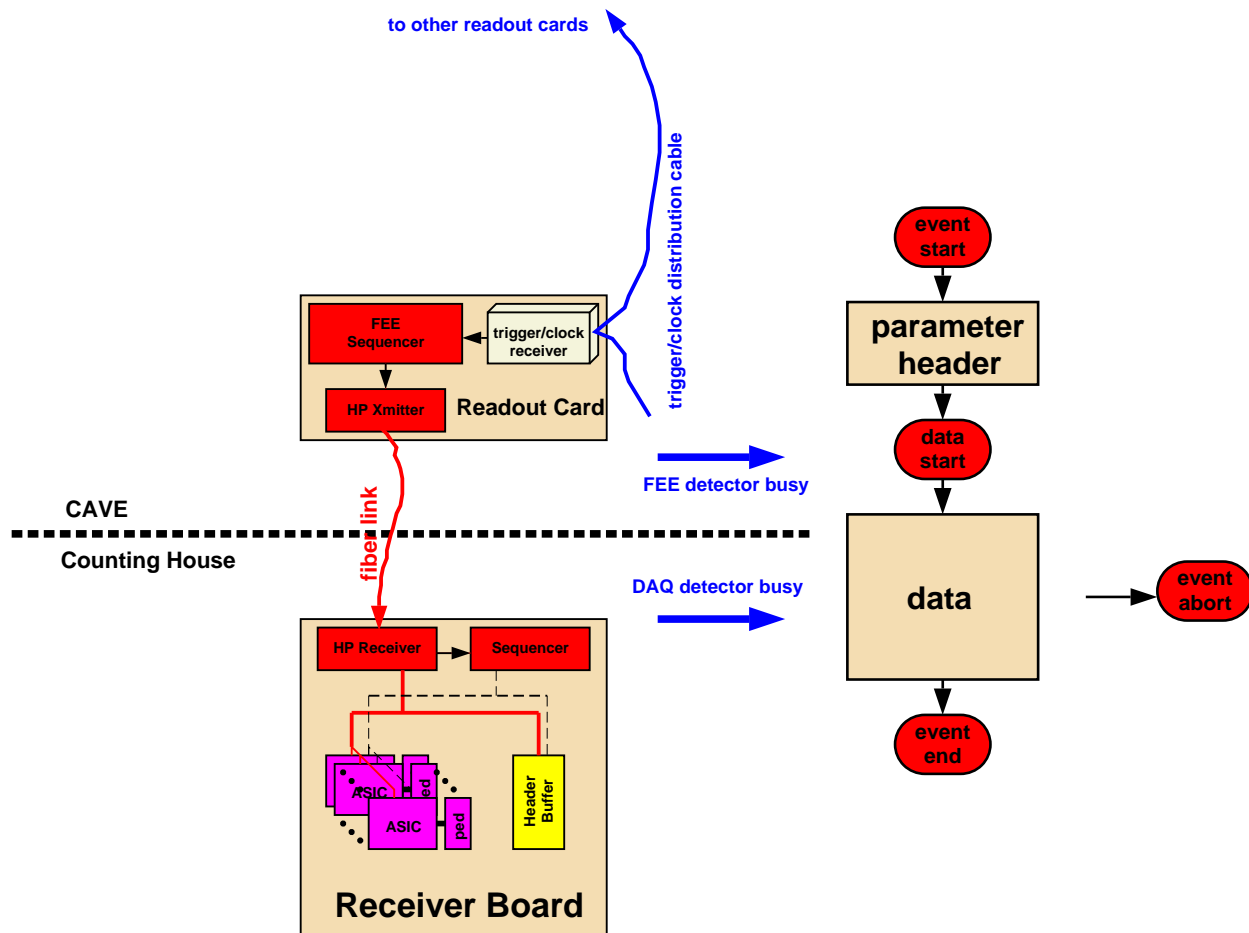 to other readout cards
trigger/clock distribution cable
FEE
Sequencer
trigger/clock
receiver
HP Xmitter
Readout Card
FEE detector busy
CAVE
fiber link
Counting House
DAQ detector busy
HP Receiver
Sequencer
ASIC
ed
ASIC
ped
Header
Buffer
Receiver Board
event
start
parameter
header
data
start
data
event
abort
event
end